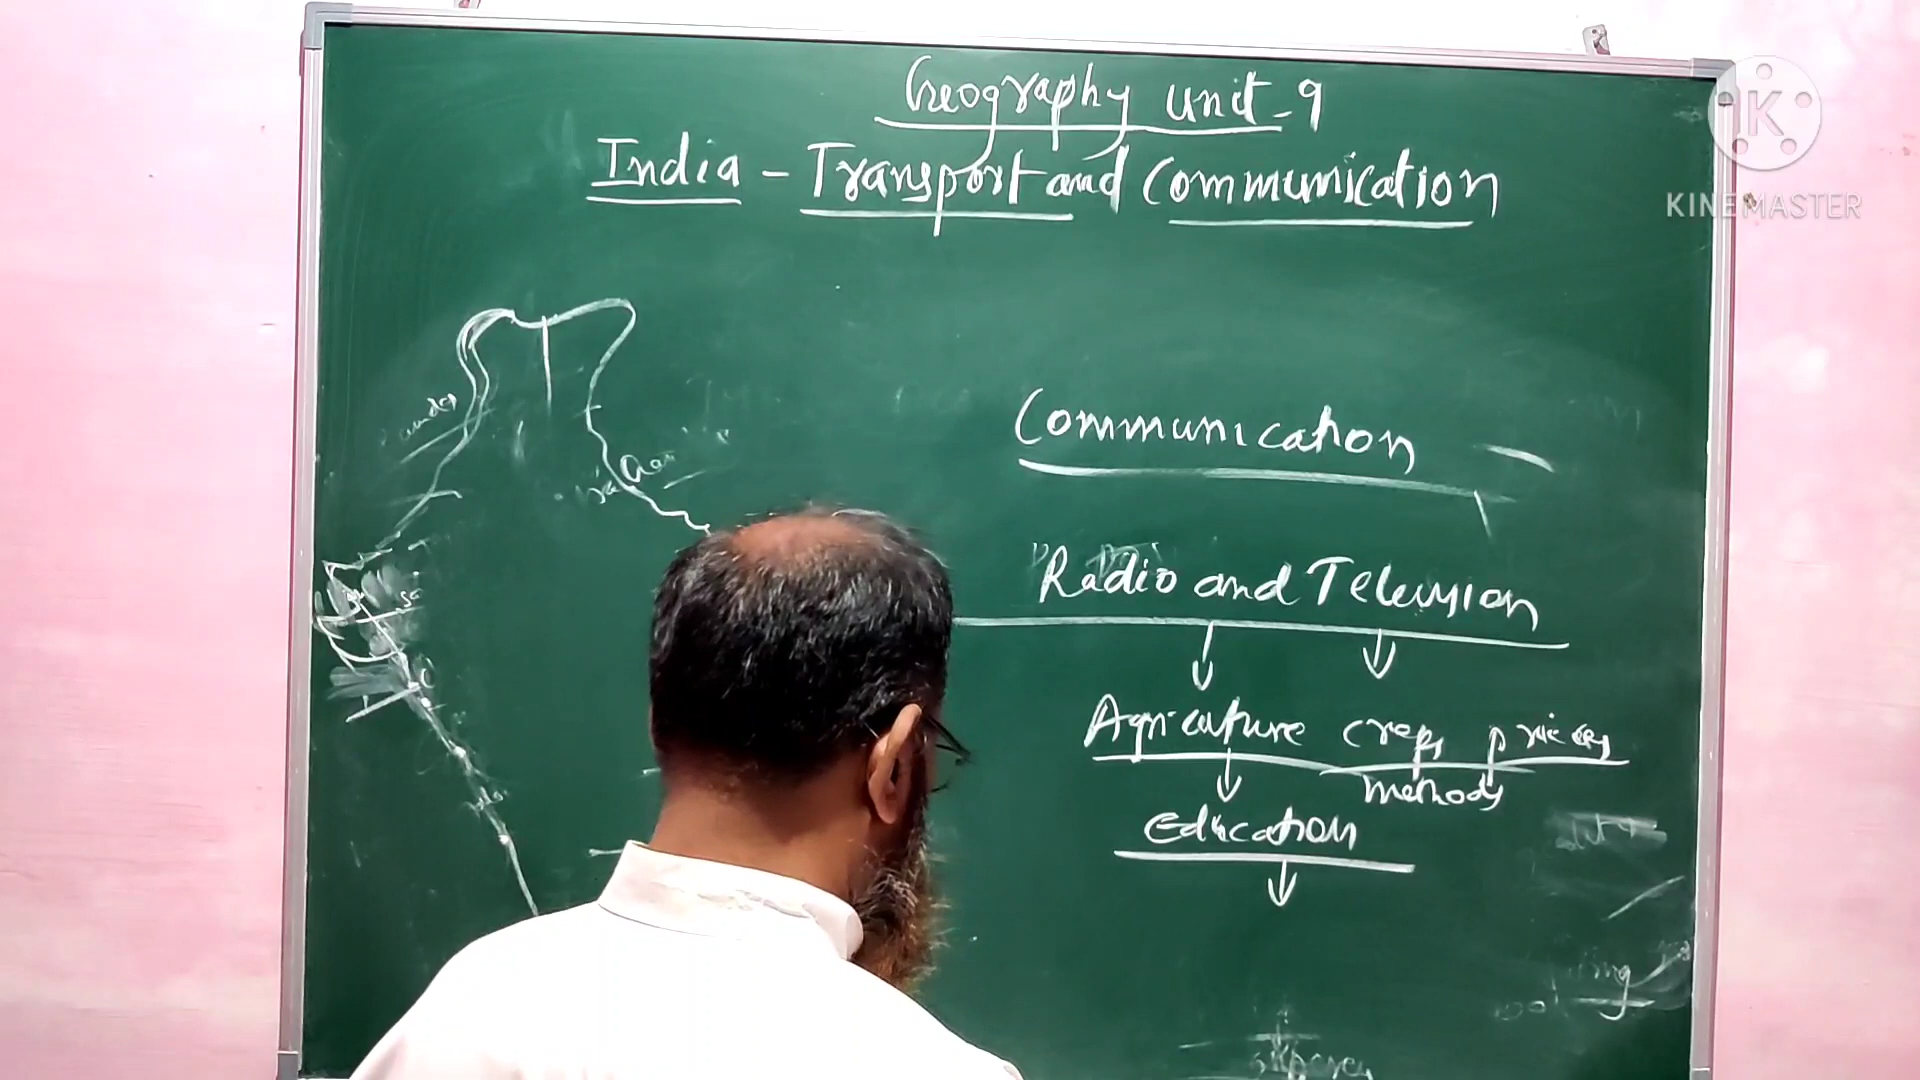 Geography unit-9
India - Transport and Communication
K
KINEMASTER
Communication
Radio and Television
Agriculture crops prices
methods
Education